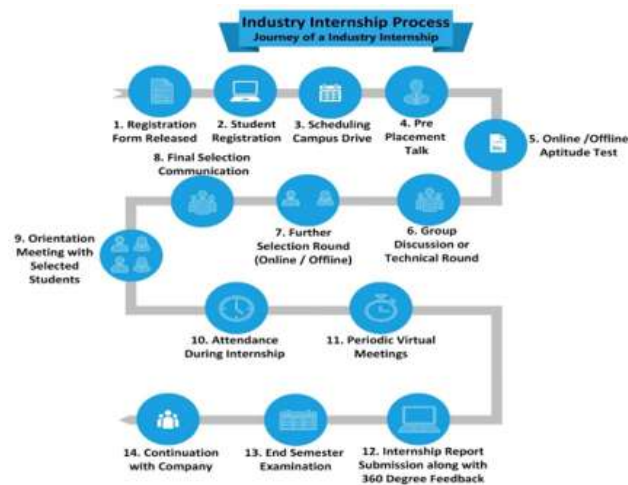 Industry Internship Process
Journey of a Industry Internship
1. Registration
Form Released
2. Student
Registration
3. Scheduling
Campus Drive
4. Pre
Placement
Talk
5. Online /Offline
Aptitude Test
6. Group
Discussion or
Technical Round
7. Further
Selection Round
(Online / Offline)
8. Final Selection
Communication
9. Orientation
Meeting with
Selected
Students
10. Attendance
During Internship
11. Periodic Virtual
Meetings
12. Internship Report
Submission along with
360 Degree Feedback
13. End Semester
Examination
14. Continuation
with Company